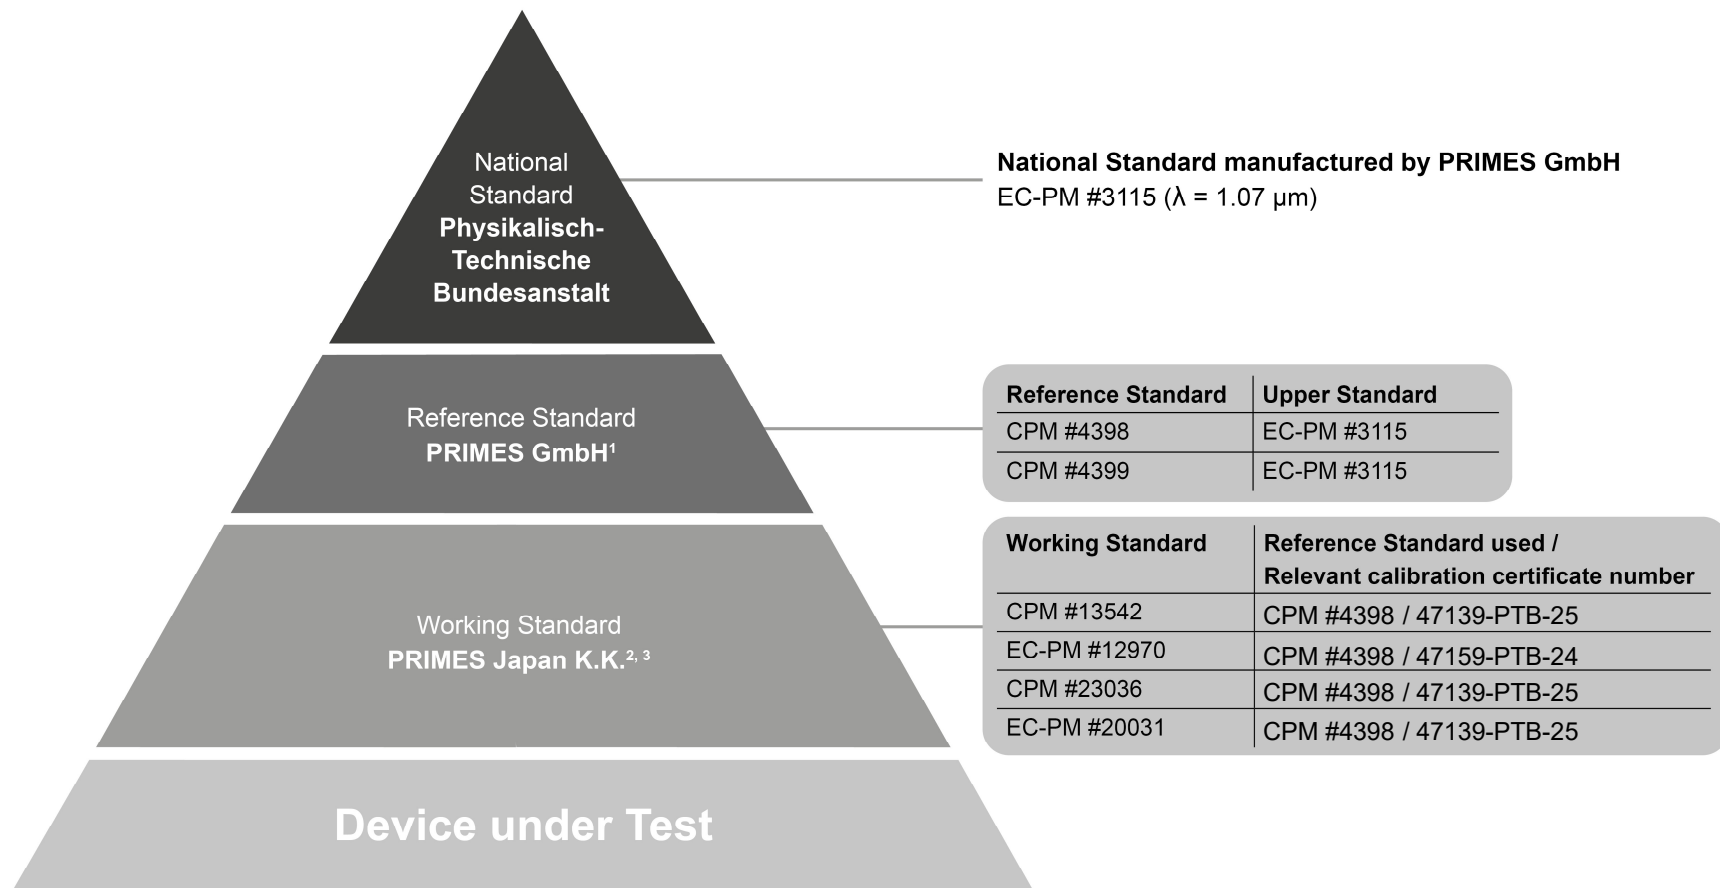 National
Standard
Physikalisch-
Technische
Bundesanstalt
National Standard manufactured by PRIMES GmbH
EC-PM #3115 (λ = 1.07 µm)
Reference Standard
PRIMES GmbH¹
Reference Standard Upper Standard
CPM #4398 EC-PM #3115
CPM #4399 EC-PM #3115
Working Standard
PRIMES Japan K.K.², ³
Working Standard Reference Standard used /
Relevant calibration certificate number
CPM #13542 CPM #4398 / 47139-PTB-25
EC-PM #12970 CPM #4398 / 47159-PTB-24
CPM #23036 CPM #4398 / 47139-PTB-25
EC-PM #20031 CPM #4398 / 47139-PTB-25
Device under Test